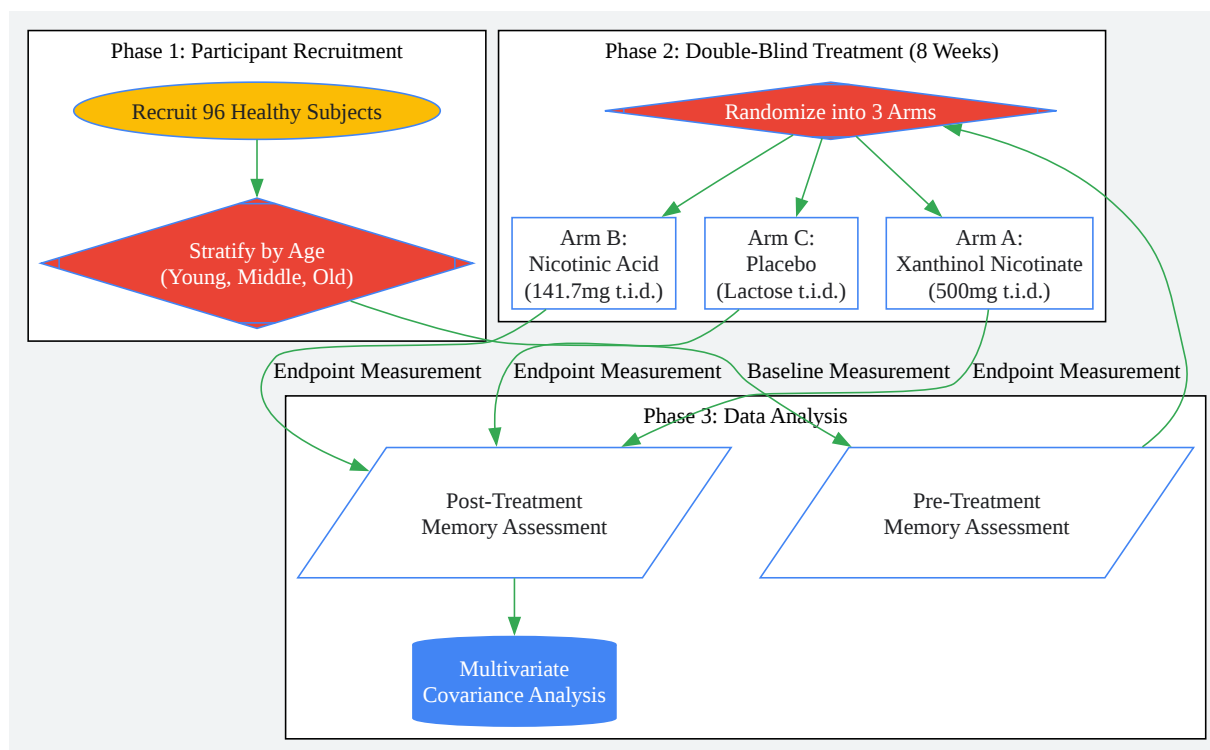 Phase 1: Participant Recruitment
Recruit 96 Healthy Subjects
Stratify by Age
(Young, Middle, Old)
Phase 2: Double-Blind Treatment (8 Weeks)
Randomize into 3 Arms
Arm B:
Nicotinic Acid
(141.7mg t.i.d.)
Arm C:
Placebo
(Lactose t.i.d.)
Arm A:
Xanthinol Nicotinate
(500mg t.i.d.)
Endpoint Measurement
Endpoint Measurement
Baseline Measurement
Endpoint Measurement
Phase 3: Data Analysis
Post-Treatment
Memory Assessment
Pre-Treatment
Memory Assessment
Multivariate
Covariance Analysis